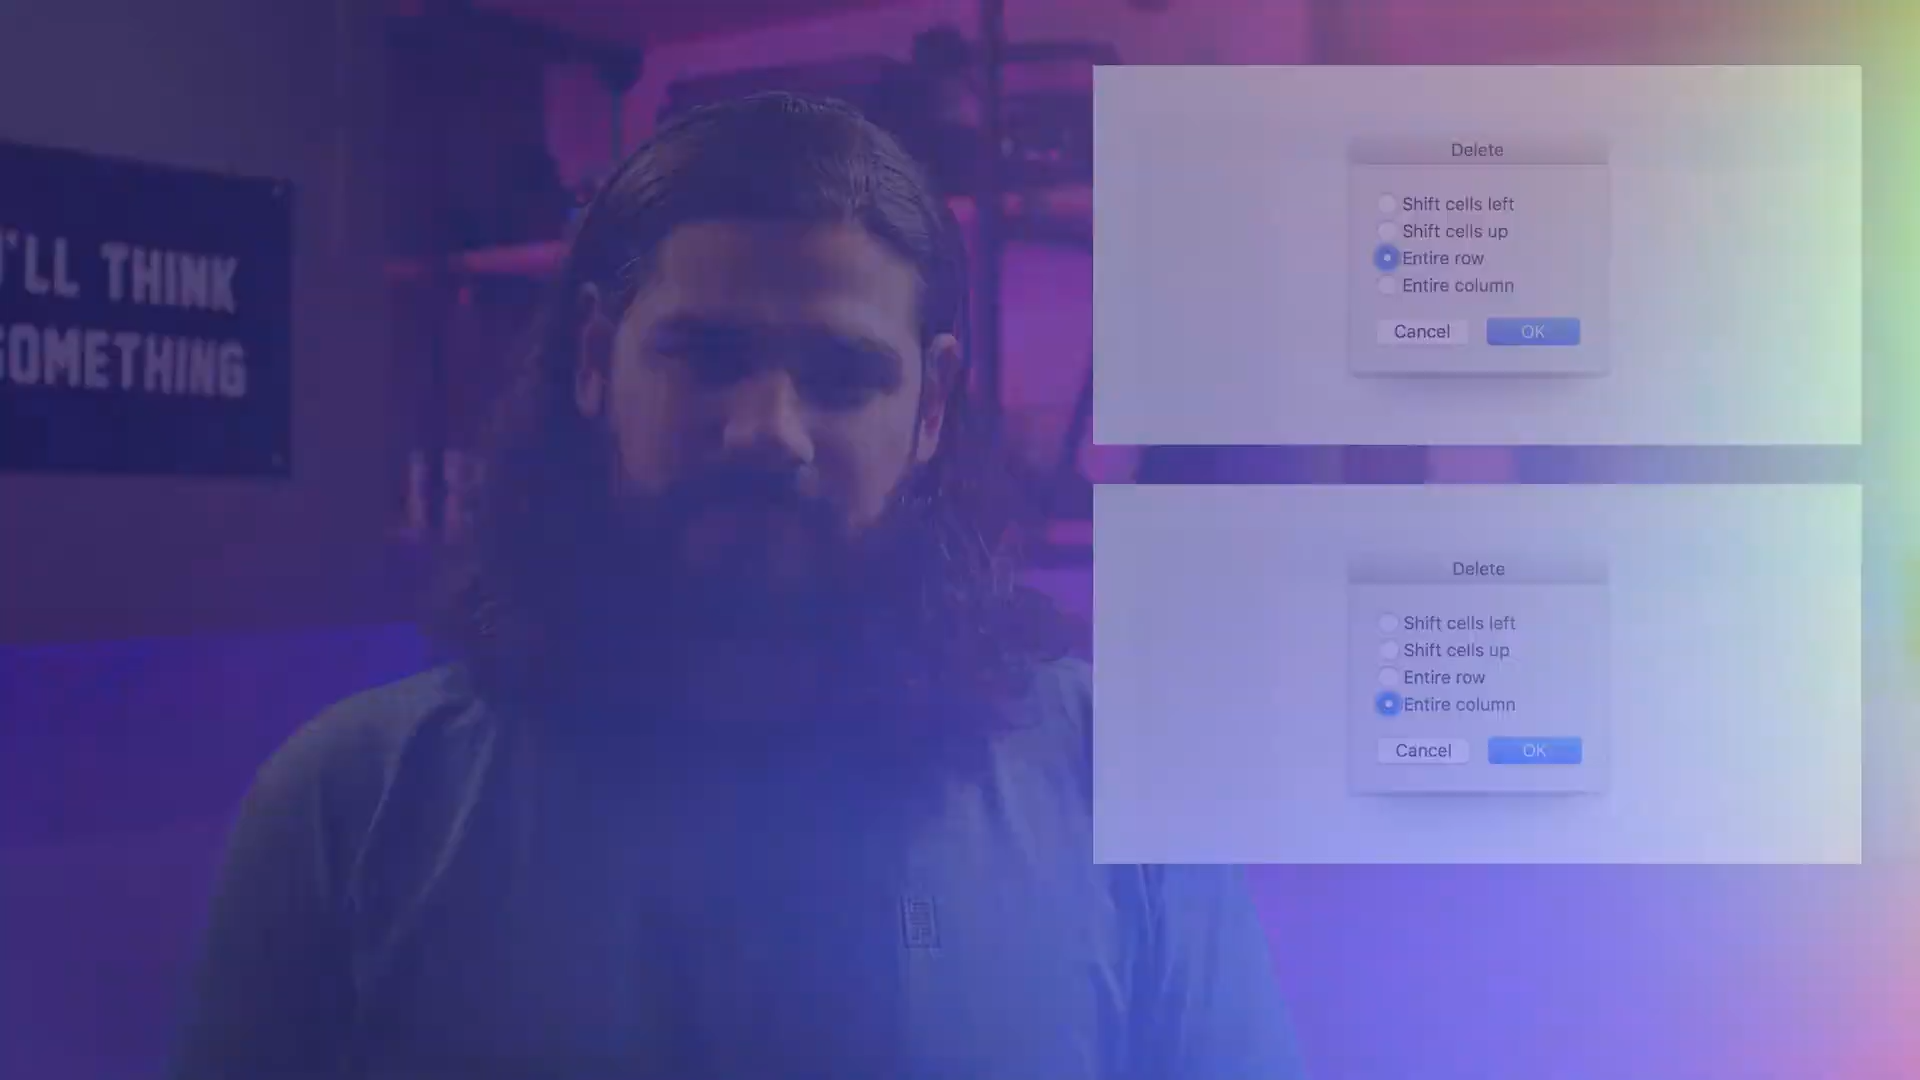 'LL THINK
SOMETHING
Delete
Shift cells left
Shift cells up
Entire row
Entire column
Cancel
OK
Delete
Shift cells left
Shift cells up
Entire row
Entire column
Cancel
OK